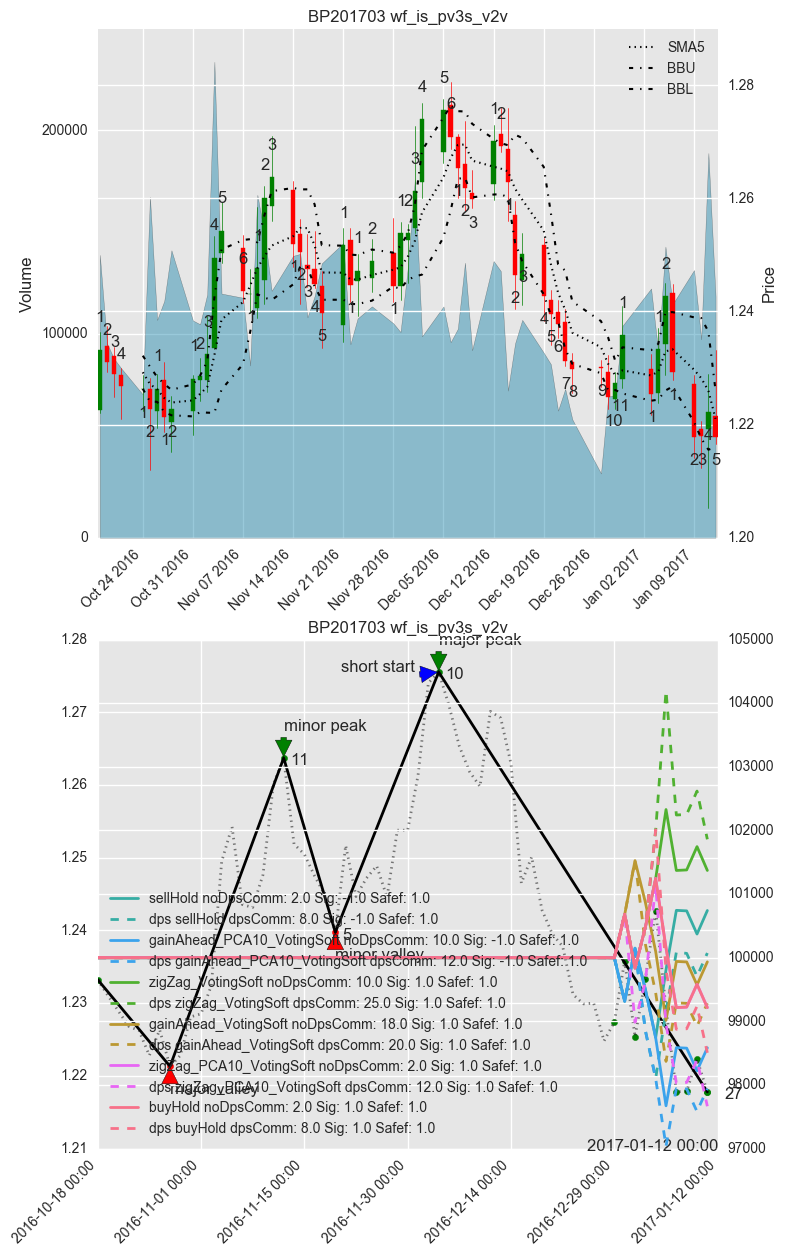 BP201703 wf_is_pv3s_v2v
SMA5
BBU
BBL
Volume
Price
200000
100000
0
1.28
1.26
1.24
1.22
1.20
Oct 24 2016
Oct 31 2016
Nov 07 2016
Nov 14 2016
Nov 21 2016
Nov 28 2016
Dec 05 2016
Dec 12 2016
Dec 19 2016
Dec 26 2016
Jan 02 2017
Jan 09 2017
BP201703 wf_is_pv3s_v2v
major peak
short start
10
minor peak
11
5
minor valley
major valley
27
2017-01-12 00:00
sellHold noDpsComm: 2.0 Sig: -1.0 Safef: 1.0
dps sellHold dpsComm: 8.0 Sig: -1.0 Safef: 1.0
gainAhead_PCA10_VotingSoft noDpsComm: 10.0 Sig: -1.0 Safef: 1.0
dps gainAhead_PCA10_VotingSoft dpsComm: 12.0 Sig: -1.0 Safef: 1.0
zigZag_VotingSoft noDpsComm: 10.0 Sig: 1.0 Safef: 1.0
dps zigZag_VotingSoft dpsComm: 25.0 Sig: 1.0 Safef: 1.0
gainAhead_VotingSoft noDpsComm: 18.0 Sig: 1.0 Safef: 1.0
dps gainAhead_VotingSoft dpsComm: 20.0 Sig: 1.0 Safef: 1.0
zigZag_PCA10_VotingSoft noDpsComm: 2.0 Sig: 1.0 Safef: 1.0
dps zigZag_PCA10_VotingSoft dpsComm: 12.0 Sig: 1.0 Safef: 1.0
buyHold noDpsComm: 2.0 Sig: 1.0 Safef: 1.0
dps buyHold dpsComm: 8.0 Sig: 1.0 Safef: 1.0
1.28
1.27
1.26
1.25
1.24
1.23
1.22
1.21
105000
104000
103000
102000
101000
100000
99000
98000
97000
2016-10-18 00:00
2016-11-01 00:00
2016-11-15 00:00
2016-11-30 00:00
2016-12-14 00:00
2016-12-29 00:00
2017-01-12 00:00